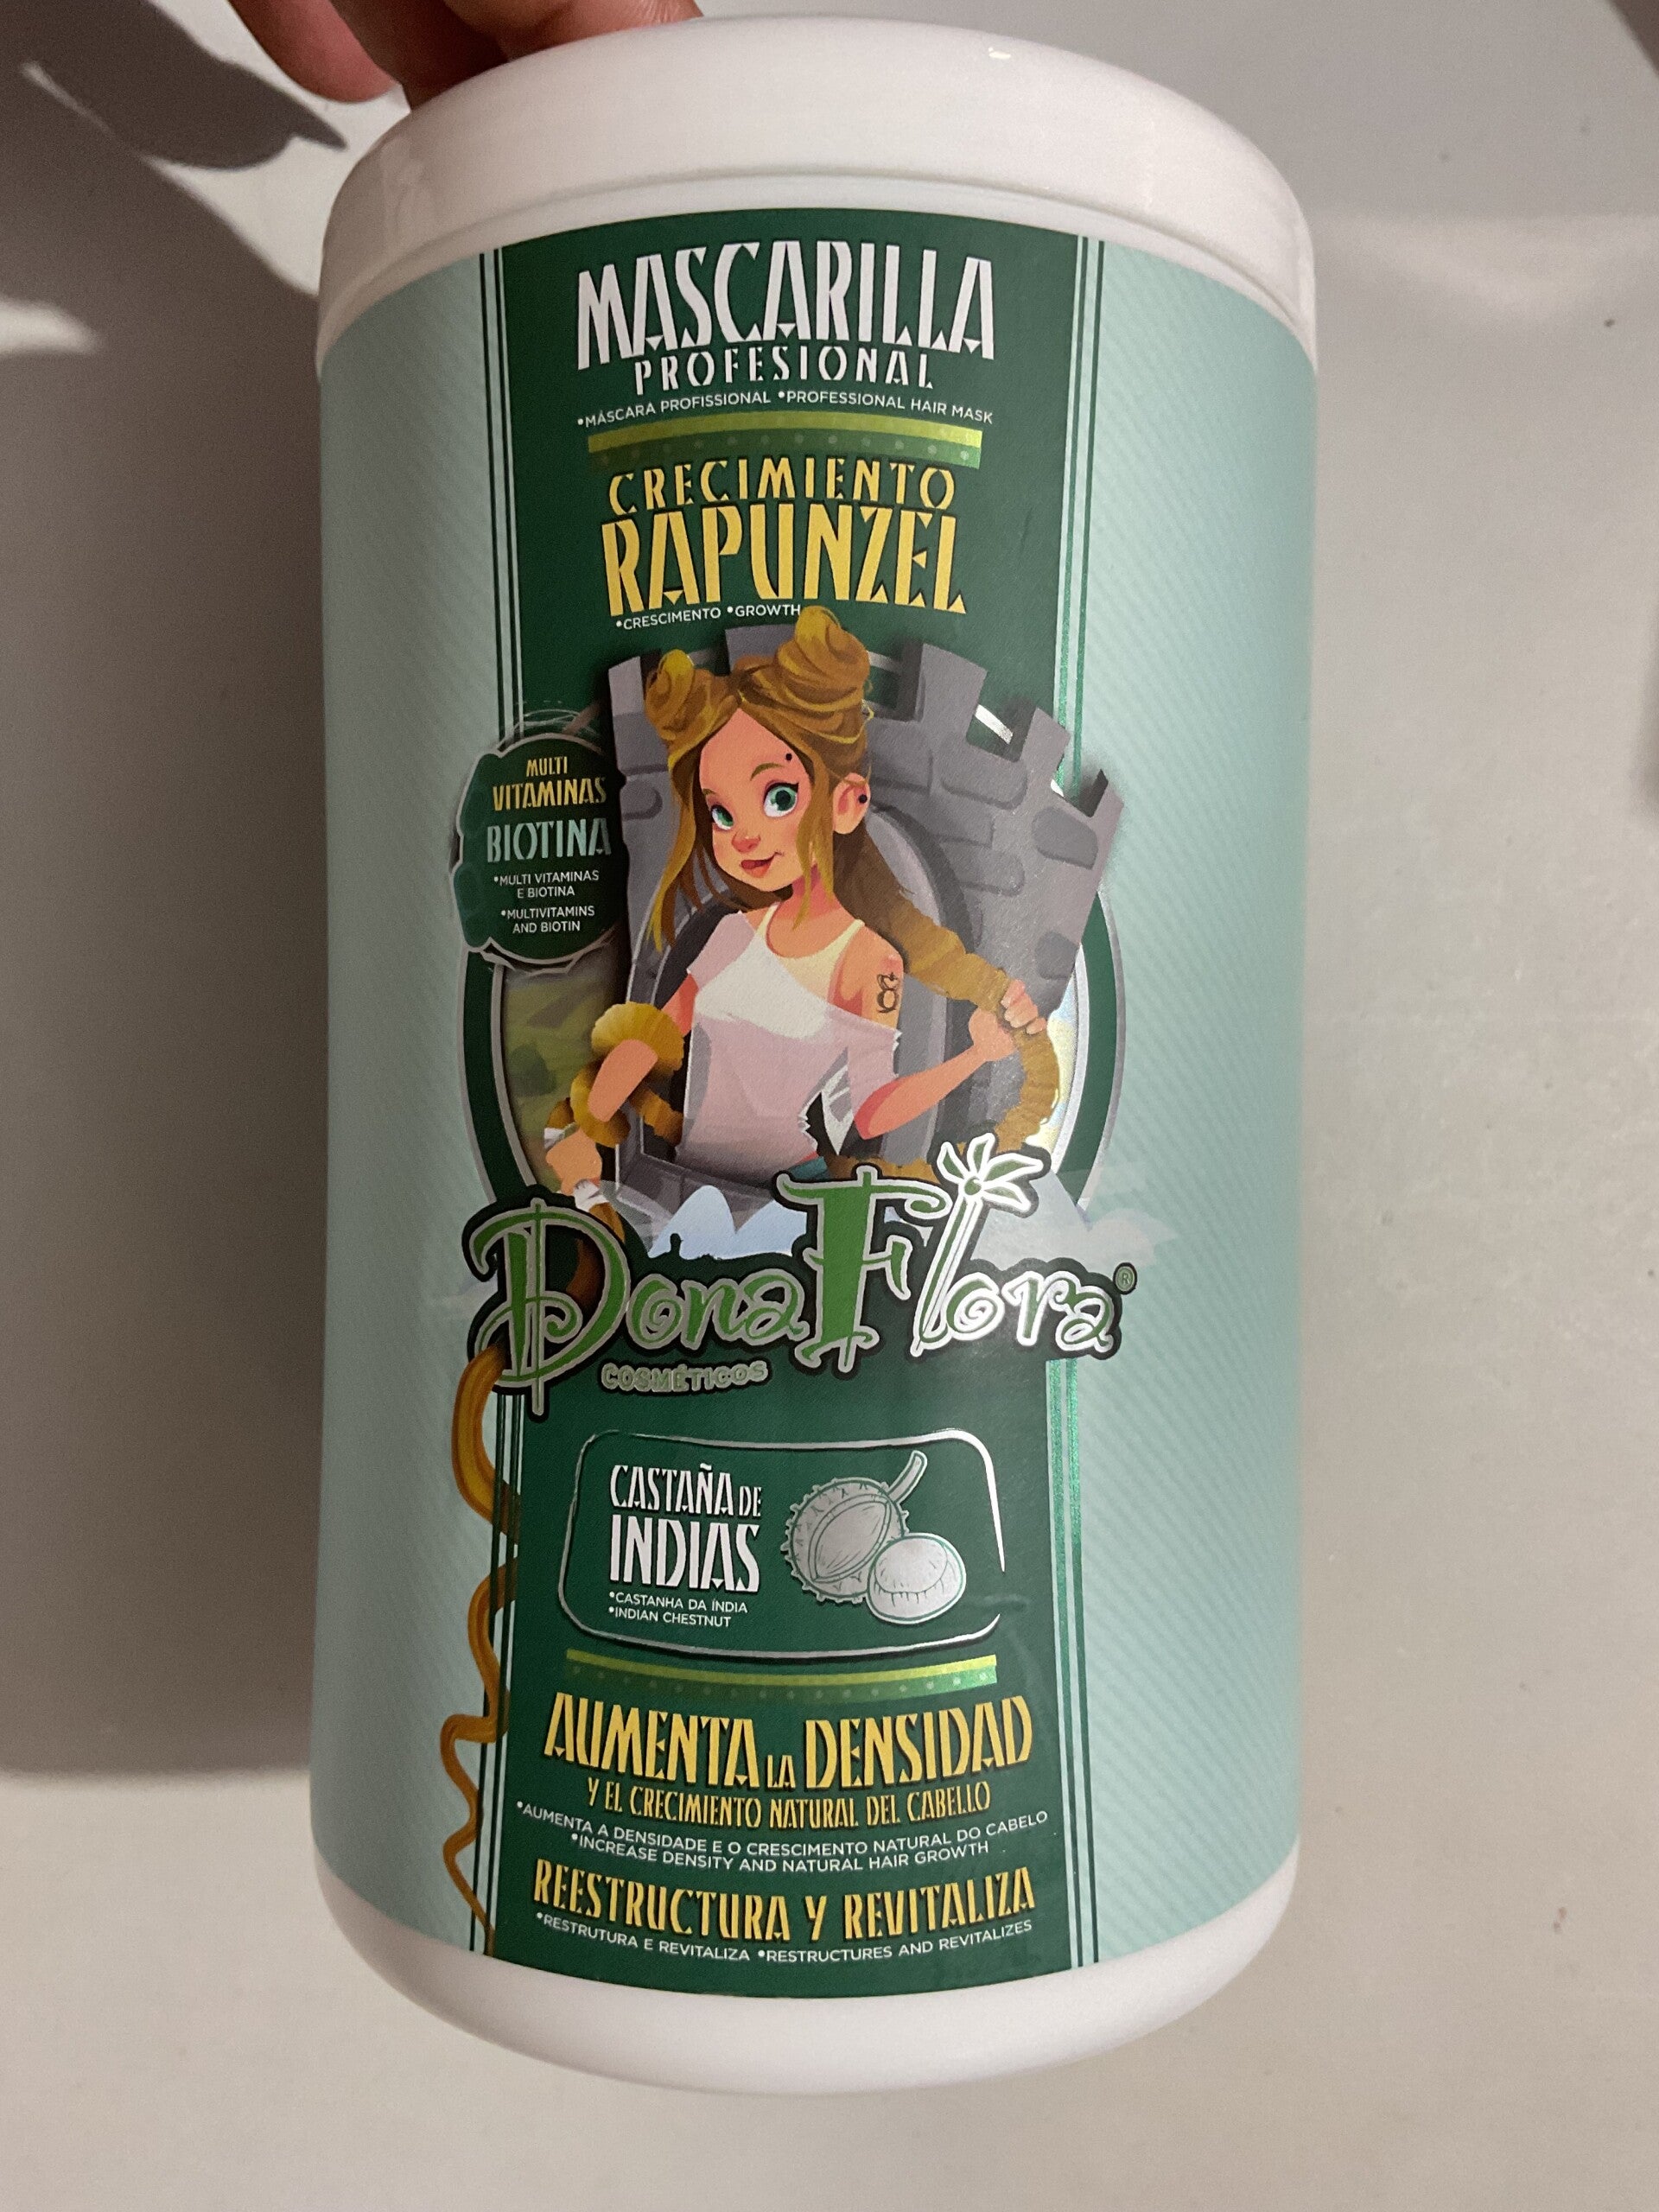 MASCARILLA
PROFESIONAL
•MÁSCARA PROFISSIONAL •PROFESSIONAL HAIR MASK
CRECIMIENTO
RAPUNZEL
•CRESCIMENTO •GROWTH
MULTI
VITAMINAS
BIOTINA
•MULTI VITAMINAS
E BIOTINA
•MULTIVITAMINS
AND BIOTIN
Dona Flora®
COSMÉTICOS
CASTAÑA DE
INDIAS
•CASTANHA DA ÍNDIA
•INDIAN CHESTNUT
AUMENTA LA DENSIDAD
Y EL CRECIMIENTO NATURAL DEL CABELLO
•AUMENTA A DENSIDADE E O CRESCIMENTO NATURAL DO CABELO
•INCREASE DENSITY AND NATURAL HAIR GROWTH
REESTRUCTURA Y REVITALIZA
•RESTRUTURA E REVITALIZA •RESTRUCTURES AND REVITALIZES